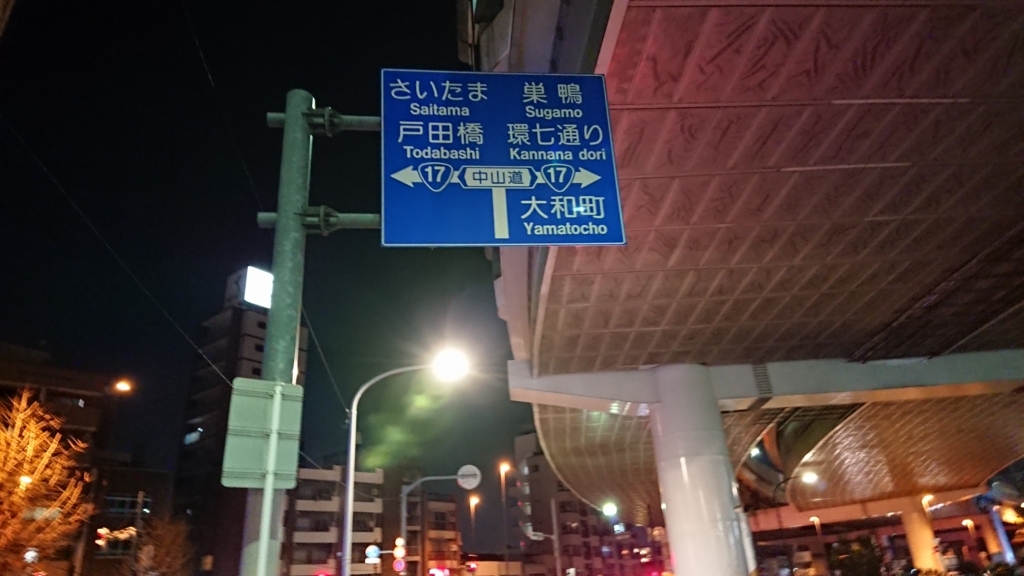 さいたま 巣鴨
Saitama Sugamo
戸田橋 環七通り
Todabashi Kannana dori
17 中山道 17
大和町
Yamatocho